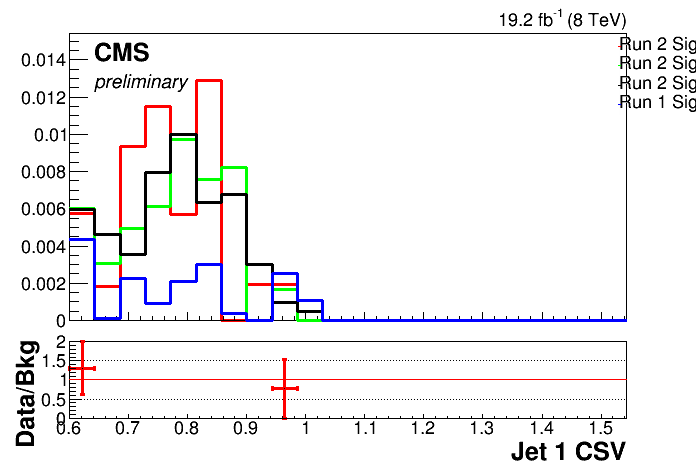 19.2 fb-1 (8 TeV)
CMS
preliminary
Run 2 Sig
Run 2 Sig
Run 2 Sig
Run 1 Sig
0.014
0.012
0.01
0.008
0.006
0.004
0.002
0
Data/Bkg
2
1.5
1
0.5
0
0.6 0.7 0.8 0.9 1 1.1 1.2 1.3 1.4 1.5
Jet 1 CSV